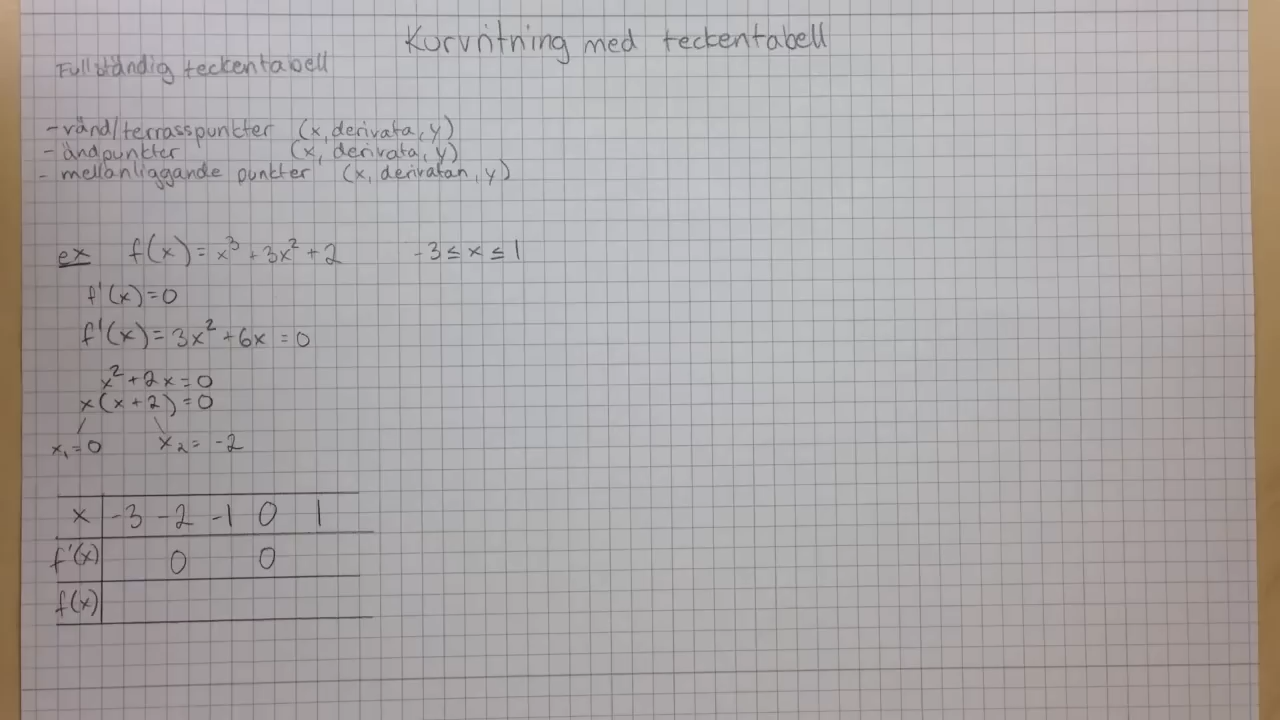 Kurvritning med teckentabell
Fullständig teckentabell
- vänd/terrasspunkter (x, derivata, y)
- ändpunkter (x, derivata, y)
- mellanliggande punkter (x, derivatan, y)
ex f(x) = x³ + 3x² + 2 -3 ≤ x ≤ 1
f'(x) = 0
f'(x) = 3x² + 6x = 0
x² + 2x = 0
x(x + 2) = 0
x₁ = 0 x₂ = -2
x -3 -2 -1 0 1
f'(x) 0 0
f(x)